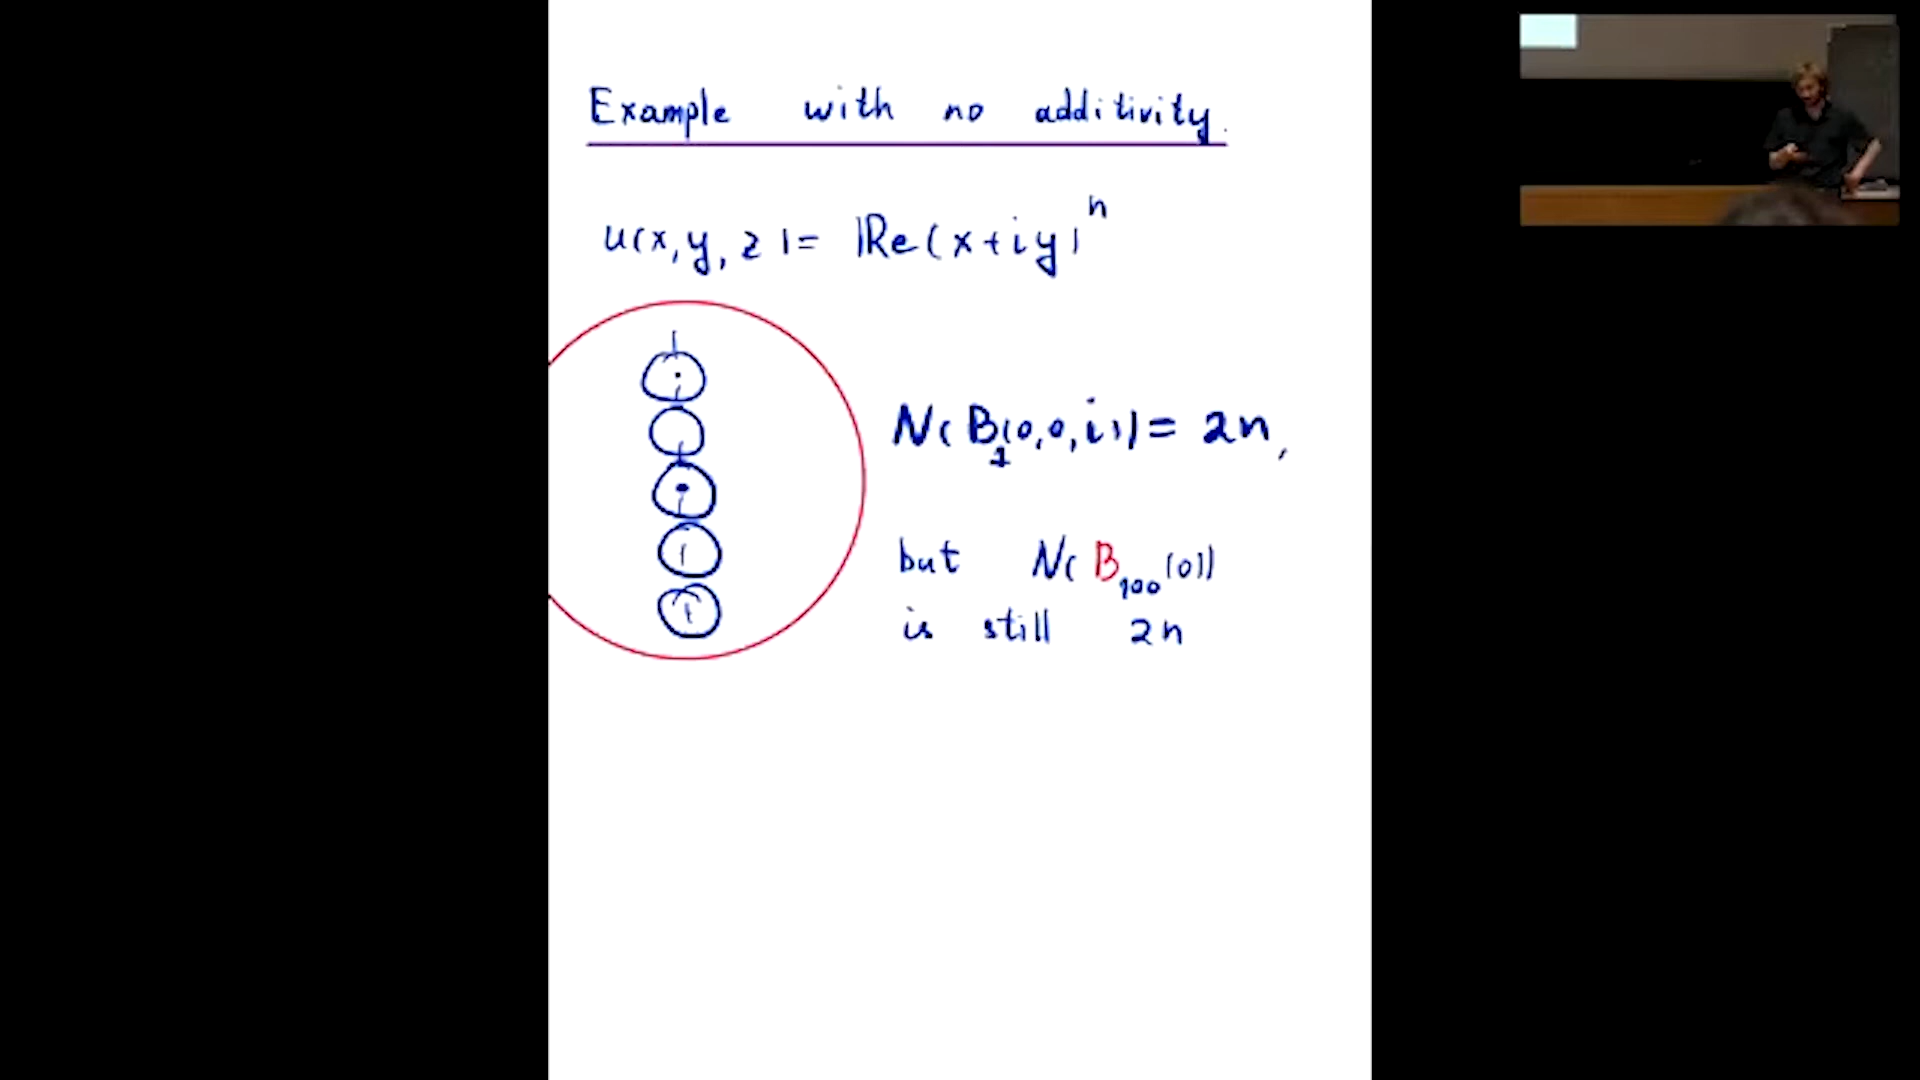 Example with no additivity.
u(x, y, z) = Re(x+iy)^n
N(B_1(0,0,i)) = 2n,
but N(B_100(0))
is still 2n